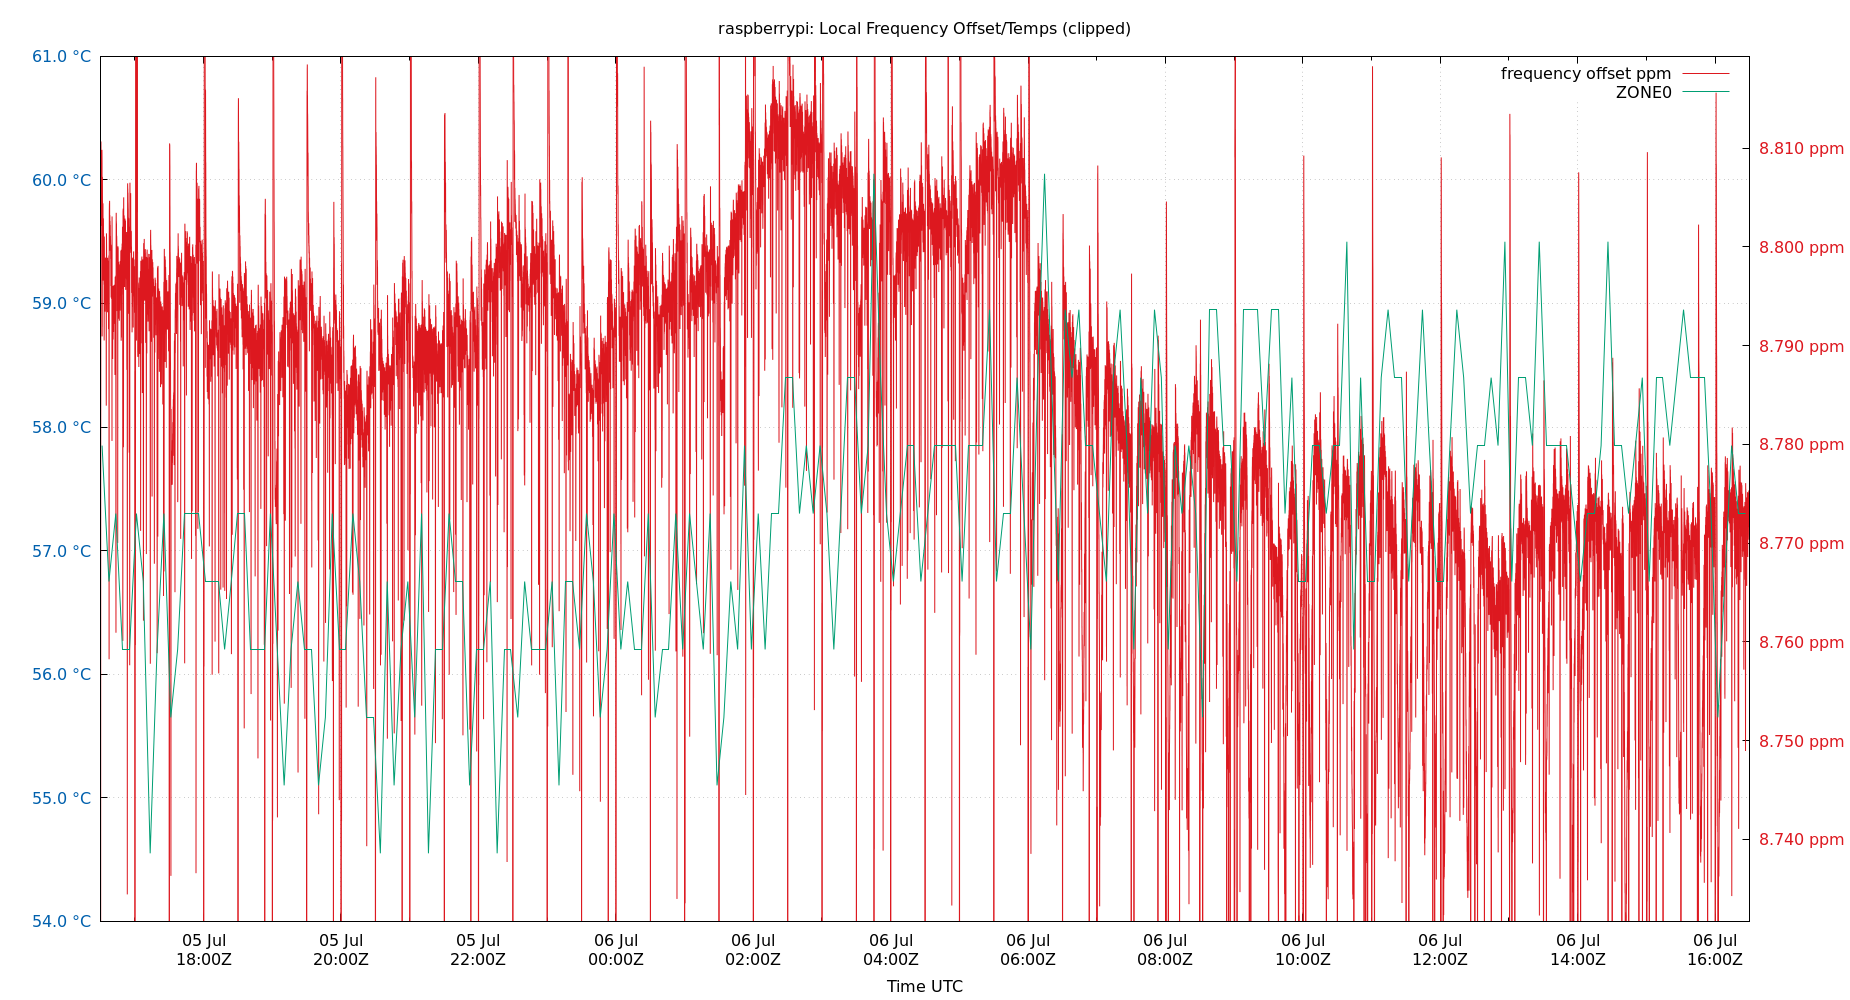 raspberrypi: Local Frequency Offset/Temps (clipped)
61.0 °C
60.0 °C
59.0 °C
58.0 °C
57.0 °C
56.0 °C
55.0 °C
54.0 °C
frequency offset ppm
ZONE0
8.810 ppm
8.800 ppm
8.790 ppm
8.780 ppm
8.770 ppm
8.760 ppm
8.750 ppm
8.740 ppm
05 Jul 05 Jul 05 Jul 06 Jul 06 Jul 06 Jul 06 Jul 06 Jul 06 Jul 06 Jul 06 Jul 06 Jul
18:00Z 20:00Z 22:00Z 00:00Z 02:00Z 04:00Z 06:00Z 08:00Z 10:00Z 12:00Z 14:00Z 16:00Z
Time UTC